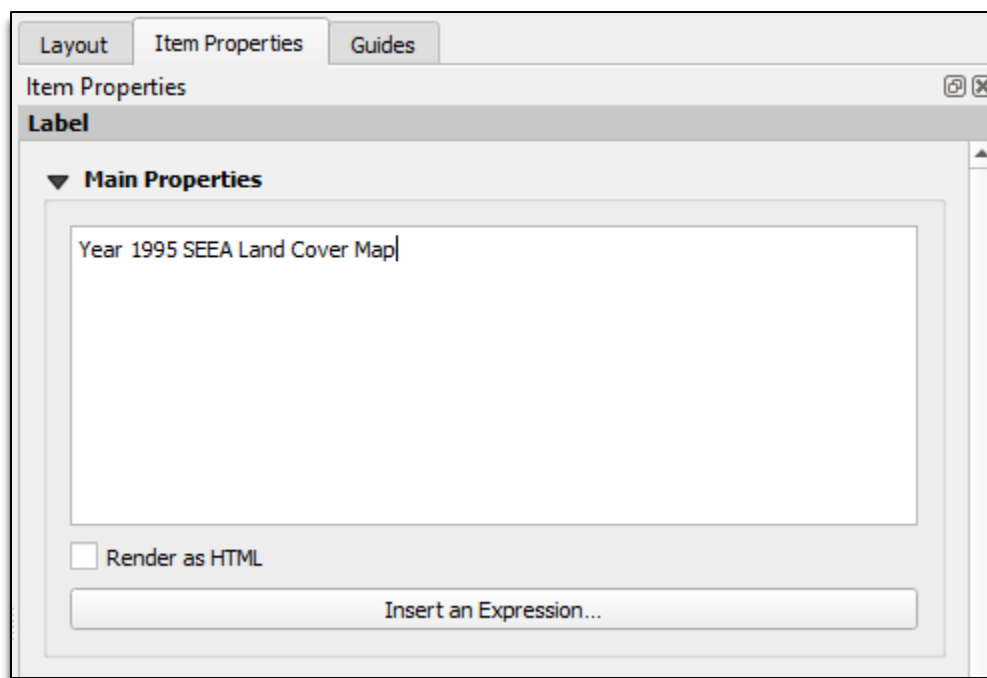 Layout Item Properties Guides
Item Properties
Label
Main Properties
Year 1995 SEEA Land Cover Map
Render as HTML
Insert an Expression...